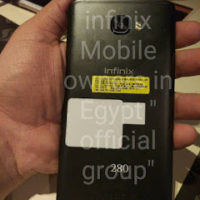 infinix
Mobile
owners in
Egypt "
official
group"
Infinix
280